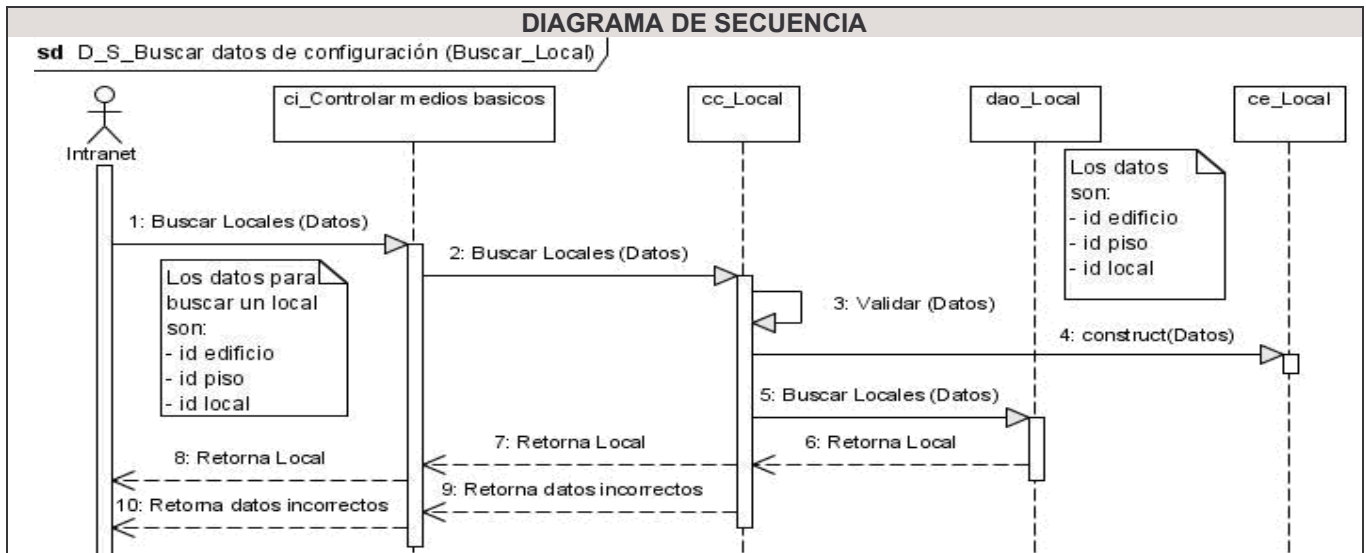 DIAGRAMA DE SECUENCIA
sd D_S_Buscar datos de configuración (Buscar_Local)
ci_Controlar medios basicos
cc_Local
dao_Local
ce_Local
Intranet
Los datos
son:
- id edificio
- id piso
- id local
1: Buscar Locales (Datos)
2: Buscar Locales (Datos)
Los datos para
buscar un local
son:
- id edificio
- id piso
- id local
3: Validar (Datos)
4: construct(Datos)
5: Buscar Locales (Datos)
6: Retorna Local
7: Retorna Local
8: Retorna Local
9: Retorna datos incorrectos
10: Retorna datos incorrectos